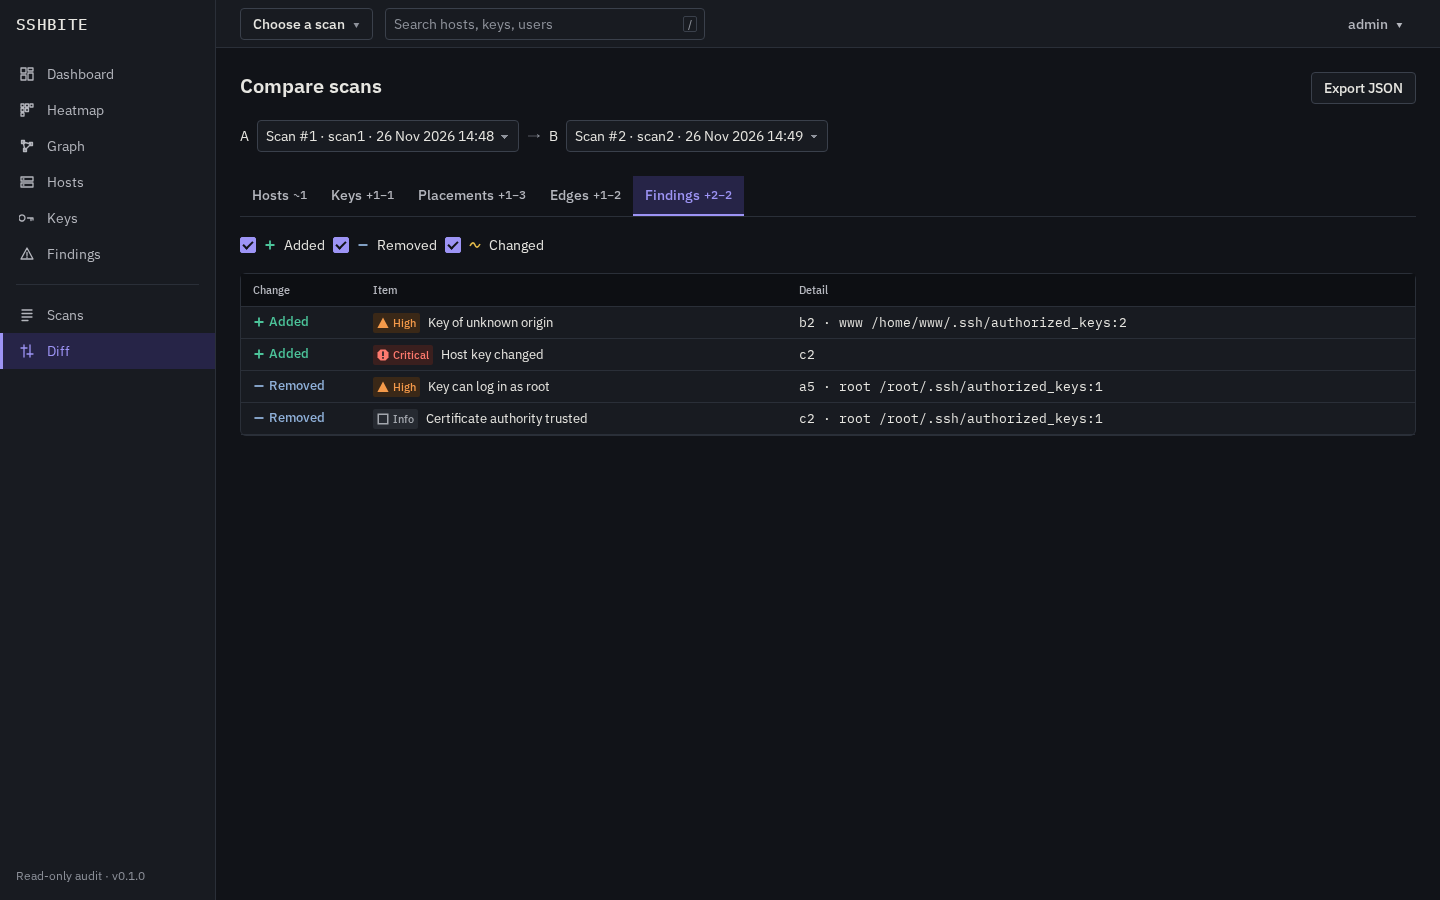 SSHBITE
Choose a scan ▾
Search hosts, keys, users /
admin ▾
Dashboard
Heatmap
Graph
Hosts
Keys
Findings
Scans
Diff
Read-only audit · v0.1.0
Compare scans
Export JSON
A Scan #1 · scan1 · 26 Nov 2026 14:48 → B Scan #2 · scan2 · 26 Nov 2026 14:49
Hosts ~1 Keys +1−1 Placements +1−3 Edges +1−2 Findings +2−2
+ Added − Removed ~ Changed
Change Item Detail
+ Added High Key of unknown origin b2 · www /home/www/.ssh/authorized_keys:2
+ Added Critical Host key changed c2
− Removed High Key can log in as root a5 · root /root/.ssh/authorized_keys:1
− Removed Info Certificate authority trusted c2 · root /root/.ssh/authorized_keys:1